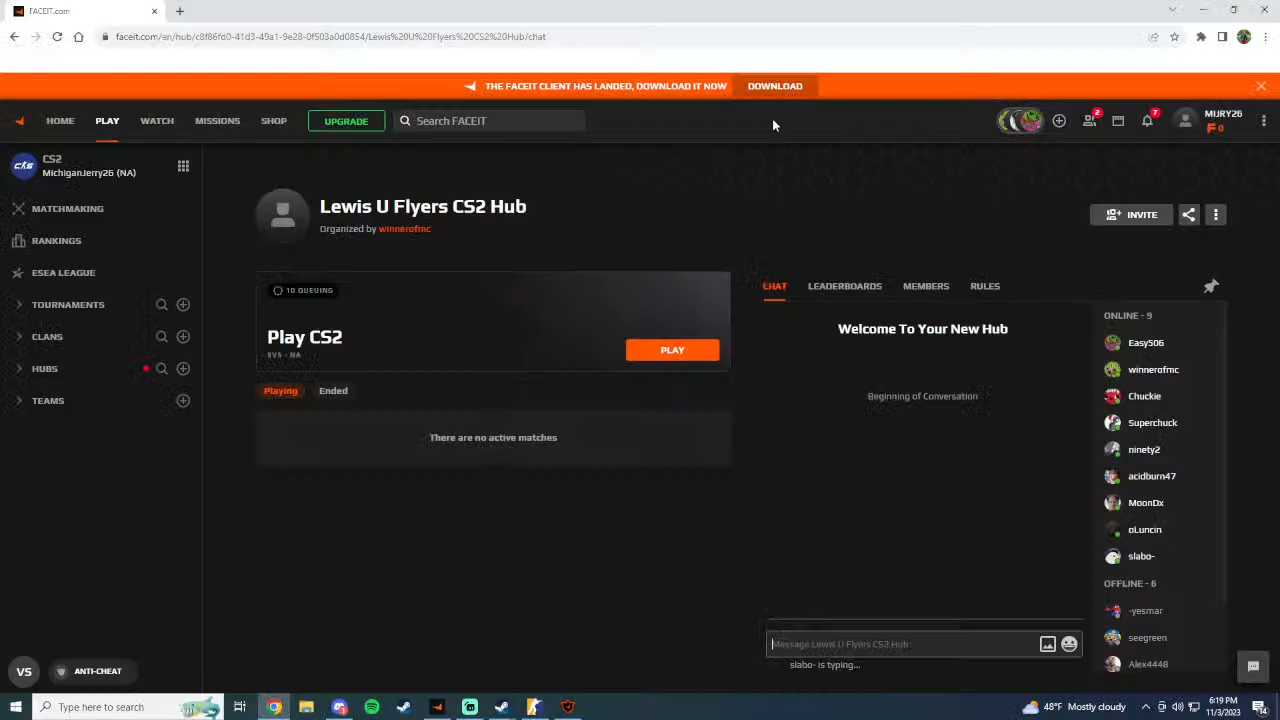 FACEIT.com
faceit.com/en/hub/c8f86fd0-41d3-49a1-9e28-0f503a0d0854/Lewis%20U%20Flyers%20CS2%20Hub/chat
THE FACEIT CLIENT HAS LANDED, DOWNLOAD IT NOW
DOWNLOAD
HOME
PLAY
WATCH
MISSIONS
SHOP
UPGRADE
Search FACEIT
2
7
MIJRY26
0
CS2
MichiganJerry26 (NA)
MATCHMAKING
RANKINGS
ESEA LEAGUE
TOURNAMENTS
CLANS
HUBS
TEAMS
VS
ANTI-CHEAT
Lewis U Flyers CS2 Hub
Organized by winnerofmc
INVITE
10 QUEUING
Play CS2
5V5 - NA
PLAY
Playing
Ended
There are no active matches
CHAT
LEADERBOARDS
MEMBERS
RULES
Welcome To Your New Hub
Beginning of Conversation
Message Lewis U Flyers CS2 Hub
slabo- is typing...
ONLINE - 9
Easy506
winnerofmc
Chuckie
Superchuck
ninety2
acidburn47
MoonDx
oLuncin
slabo-
OFFLINE - 6
-yesmar
seegreen
Alex4448
Type here to search
48°F Mostly cloudy
6:19 PM
11/3/2023